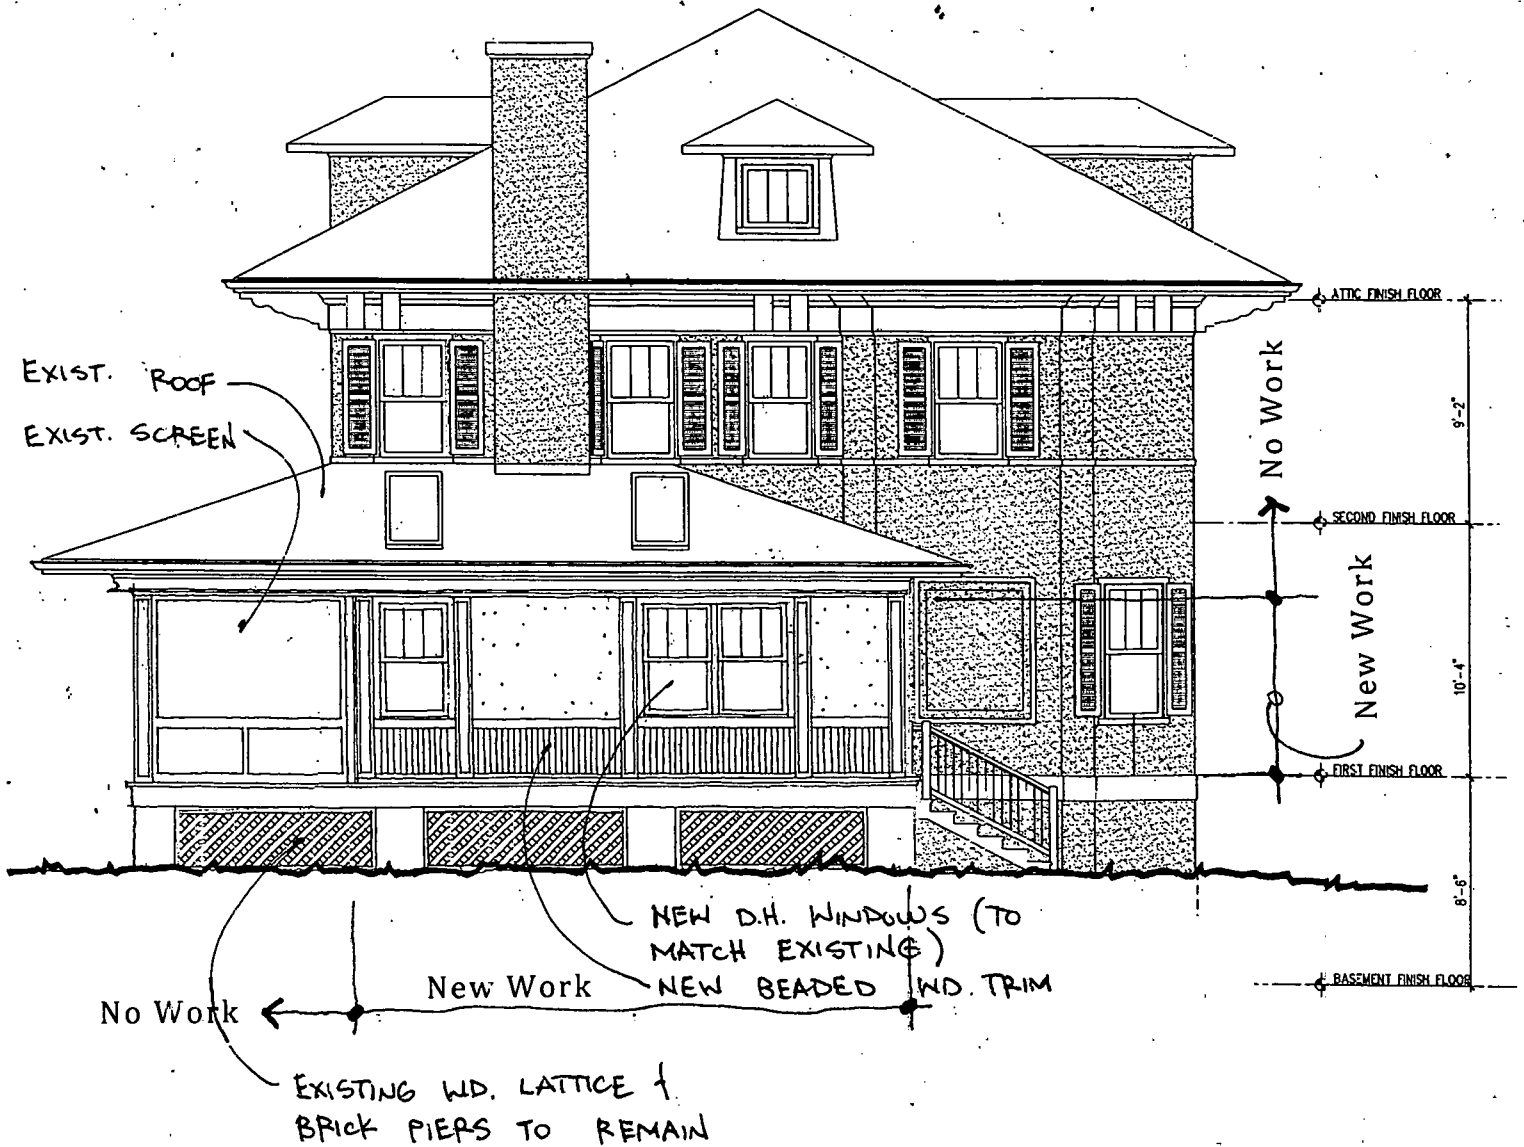 ATTIC FINISH FLOOR
No Work
9'-2"
EXIST. ROOF
EXIST. SCREEN
SECOND FINISH FLOOR
New Work
10'-4"
FIRST FINISH FLOOR
8'-6"
NEW D.H. WINDOWS (TO
MATCH EXISTING)
NEW BEADED WD. TRIM
BASEMENT FINISH FLOOR
New Work
No Work
EXISTING WD. LATTICE &
BRICK PIERS TO REMAIN